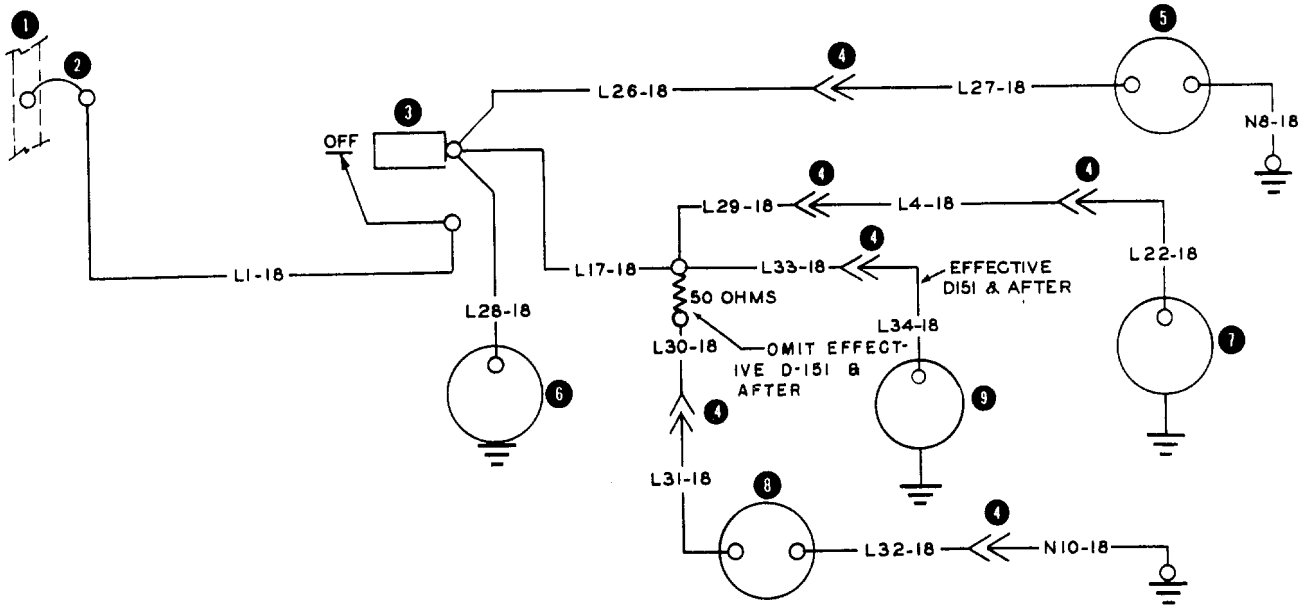 1
2
3
4
5
L26-18
L27-18
N8-18
OFF
4
4
L29-18
L4-18
L22-18
4
L1-18
L17-18
L33-18
EFFECTIVE
D151 & AFTER
50 OHMS
L28-18
L34-18
7
L30-18
OMIT EFFECT-
IVE D-151 &
AFTER
6
9
4
L31-18
8
4
L32-18
N10-18